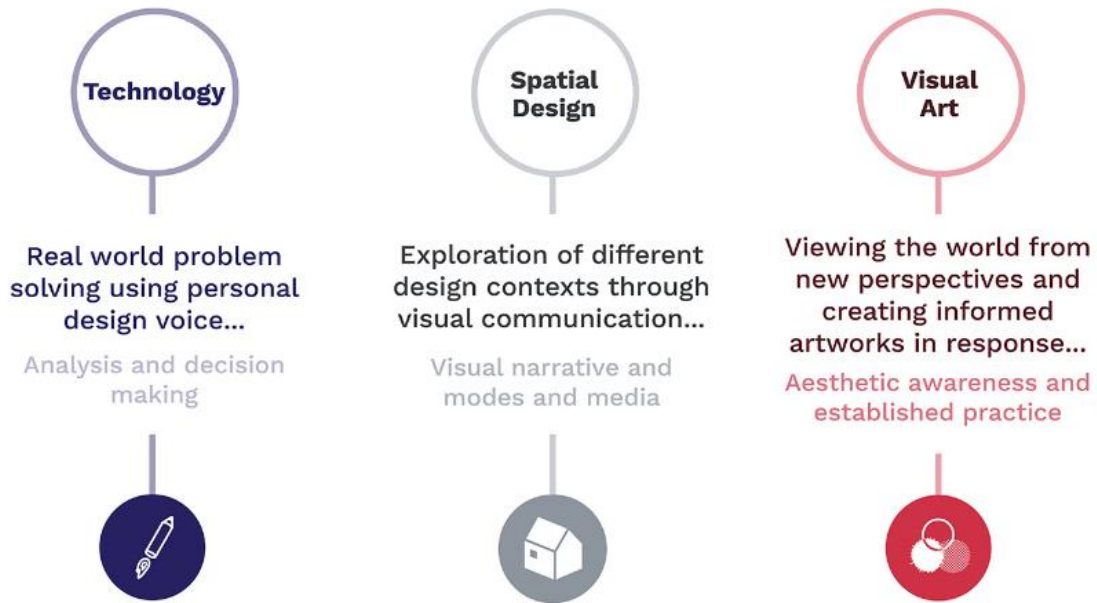 Technology
Real world problem
solving using personal
design voice...
Analysis and decision
making
Spatial
Design
Exploration of different
design contexts through
visual communication...
Visual narrative and
modes and media
Visual
Art
Viewing the world from
new perspectives and
creating informed
artworks in response...
Aesthetic awareness and
established practice